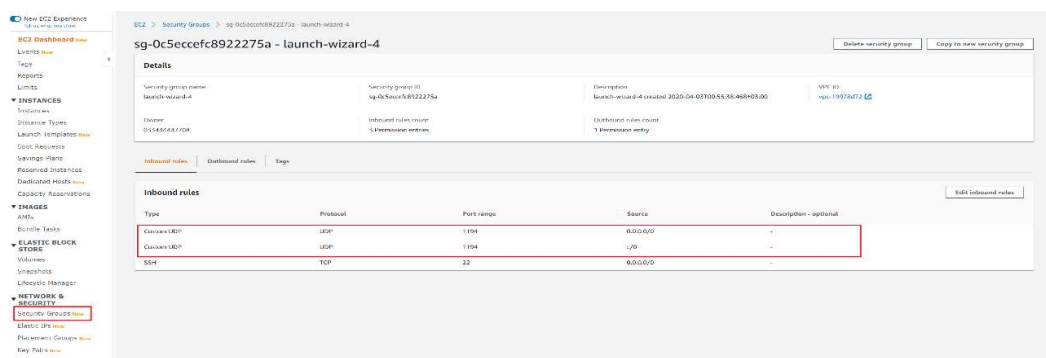 New EC2 Experience
EC2 Dashboard New
Events New
Tags
Reports
Limits
INSTANCES
Instances
Instance Types
Launch Templates New
Spot Requests
Savings Plans
Reserved Instances
Dedicated Hosts New
Capacity Reservations
IMAGES
AMIs
Bundle Tasks
ELASTIC BLOCK
STORE
Volumes
Snapshots
Lifecycle Manager
NETWORK &
SECURITY
Security Groups New
Elastic IPs New
Placement Groups New
Key Pairs New
EC2 > Security Groups > sg-0c5eccefc8922275a - launch-wizard-4
sg-0c5eccefc8922275a - launch-wizard-4
Delete security group Copy to new security group
Details
Security group name Security group ID Description VPC ID
launch-wizard-4 sg-0c5eccefc8922275a launch-wizard-4 created 2020-04-03T00:55:38.468+03:00 vpc-19978d72
Owner Inbound rules count Outbound rules count
3 Permission entries 1 Permission entry
Inbound rules Outbound rules Tags
Inbound rules Edit inbound rules
Type Protocol Port range Source Description - optional
Custom UDP UDP 1194 0.0.0.0/0 -
Custom UDP UDP 1194 ::/0 -
SSH TCP 22 0.0.0.0/0 -